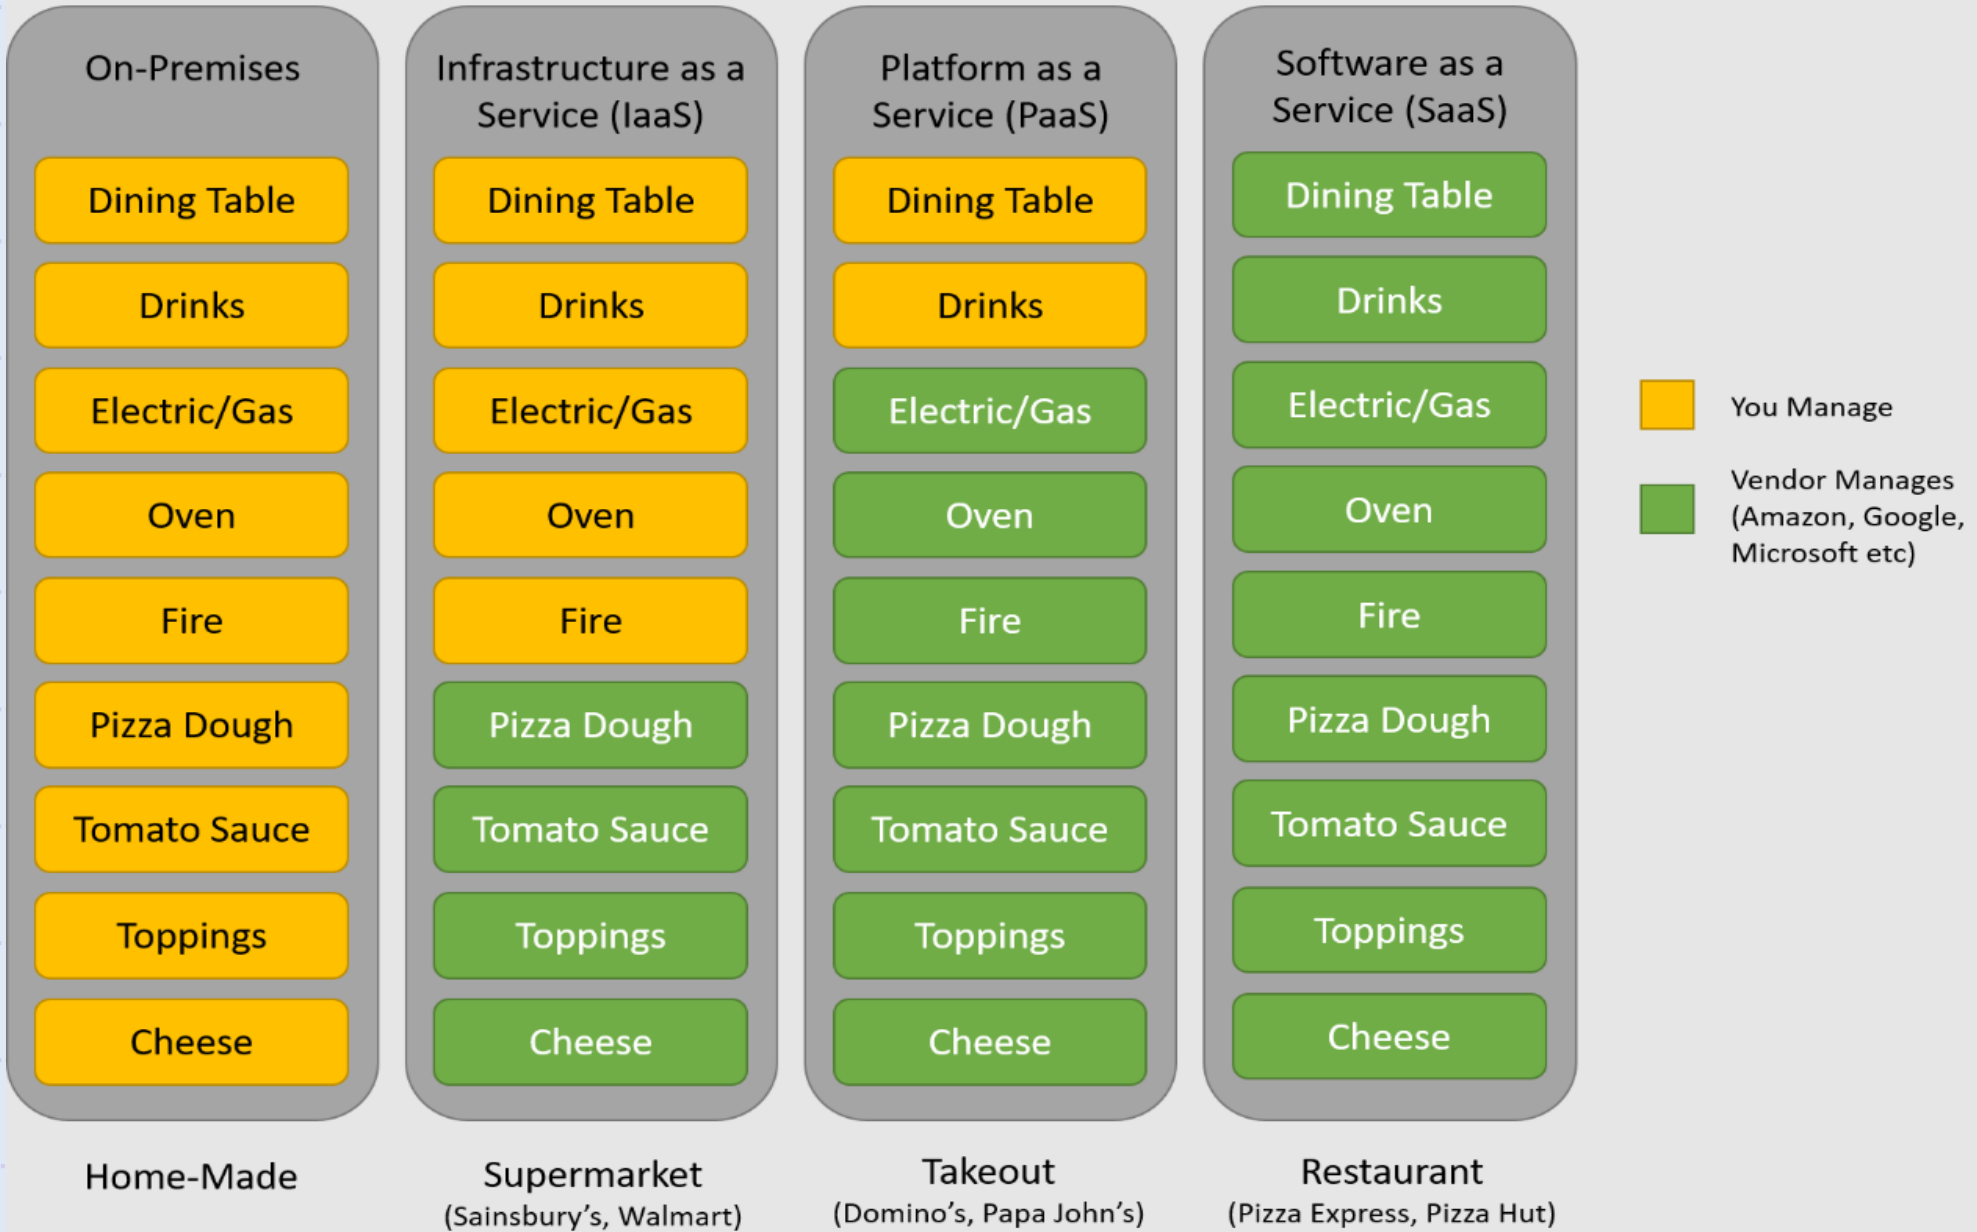 On-Premises
Dining Table
Drinks
Electric/Gas
Oven
Fire
Pizza Dough
Tomato Sauce
Toppings
Cheese
Home-Made
Infrastructure as a
Service (IaaS)
Dining Table
Drinks
Electric/Gas
Oven
Fire
Pizza Dough
Tomato Sauce
Toppings
Cheese
Supermarket
(Sainsbury's, Walmart)
Platform as a
Service (PaaS)
Dining Table
Drinks
Electric/Gas
Oven
Fire
Pizza Dough
Tomato Sauce
Toppings
Cheese
Takeout
(Domino's, Papa John's)
Software as a
Service (SaaS)
Dining Table
Drinks
Electric/Gas
Oven
Fire
Pizza Dough
Tomato Sauce
Toppings
Cheese
Restaurant
(Pizza Express, Pizza Hut)
You Manage
Vendor Manages
(Amazon, Google,
Microsoft etc)